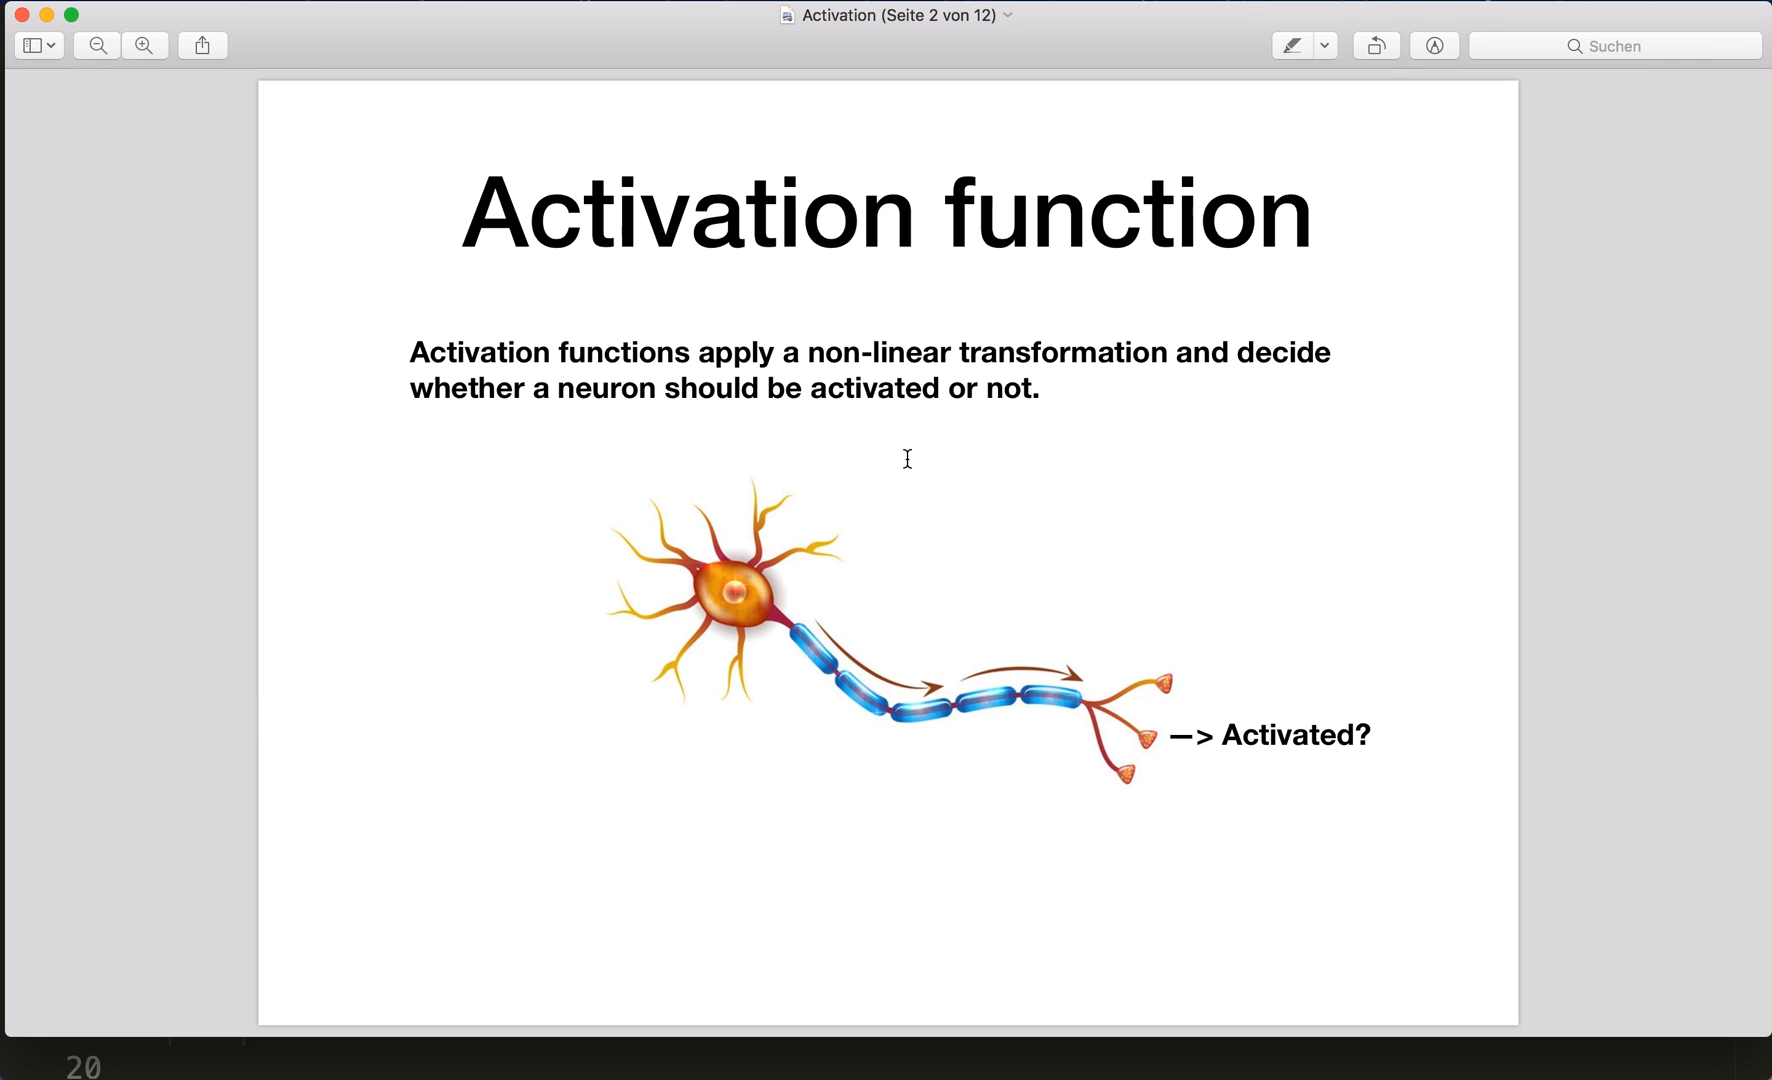 Activation (Seite 2 von 12)
Suchen
Activation function
Activation functions apply a non-linear transformation and decide
whether a neuron should be activated or not.
—> Activated?
20